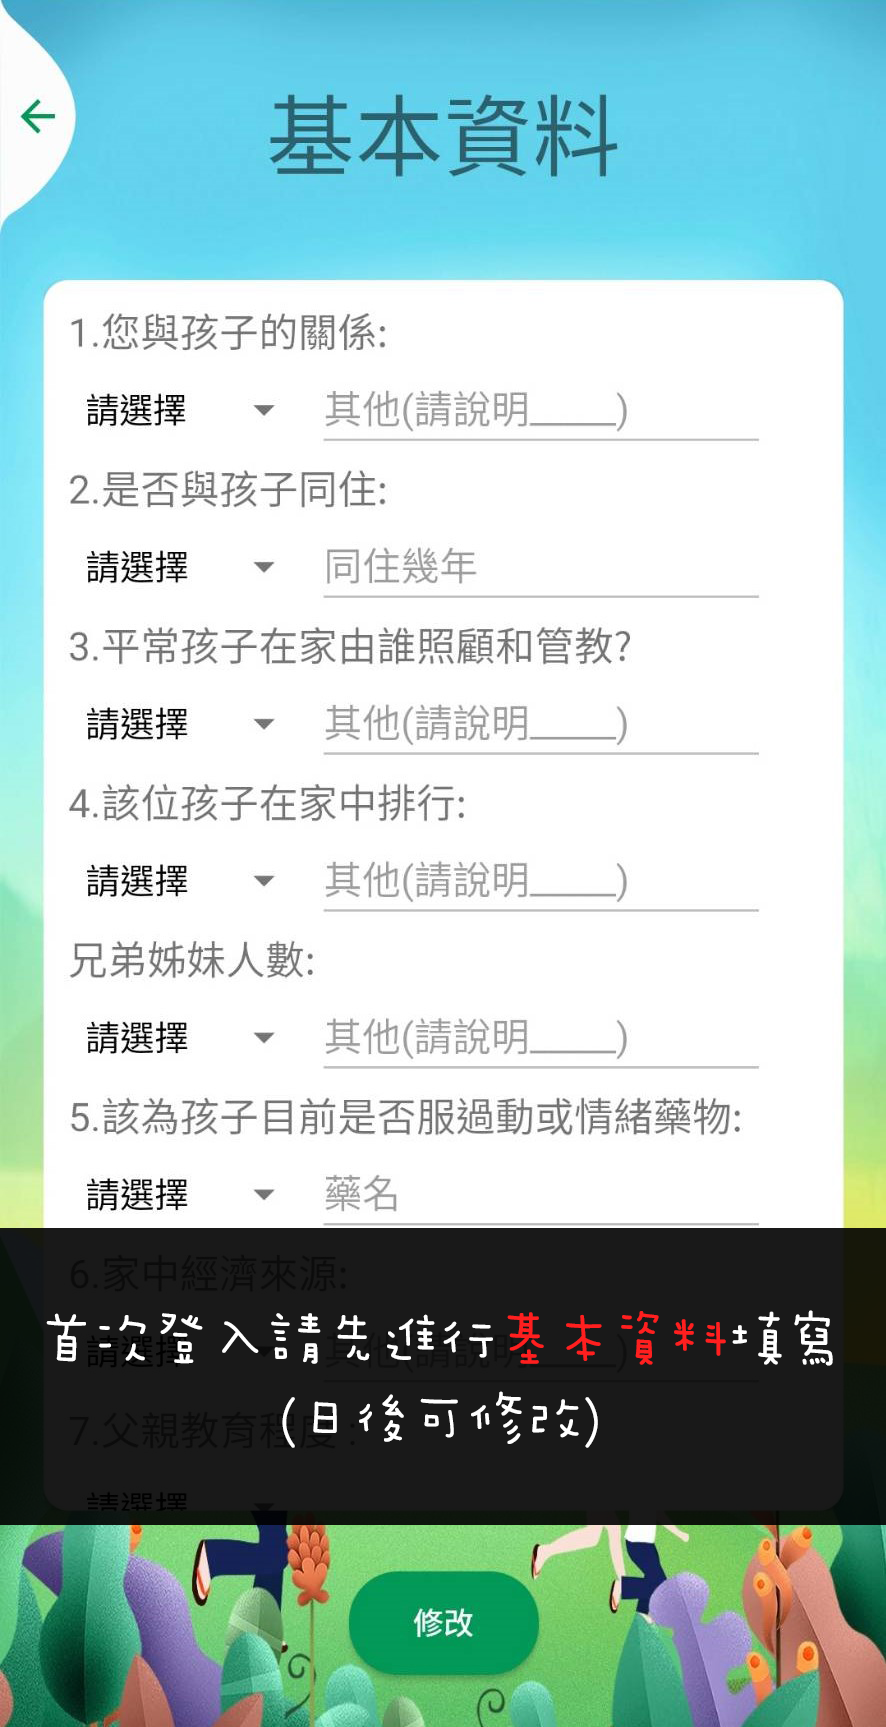 基本資料
1.您與孩子的關係:
請選擇 其他(請說明____)
2.是否與孩子同住:
請選擇 同住幾年
3.平常孩子在家由誰照顧和管教?
請選擇 其他(請說明____)
4.該位孩子在家中排行:
請選擇 其他(請說明____)
兄弟姊妹人數:
請選擇 其他(請說明____)
5.該為孩子目前是否服過動或情緒藥物:
請選擇 藥名
6.家中經濟來源:
請選擇 其他(請說明____)
首次登入請先進行基本資料填寫
7.父親教育程度:
(日後可修改)
請選擇
修改